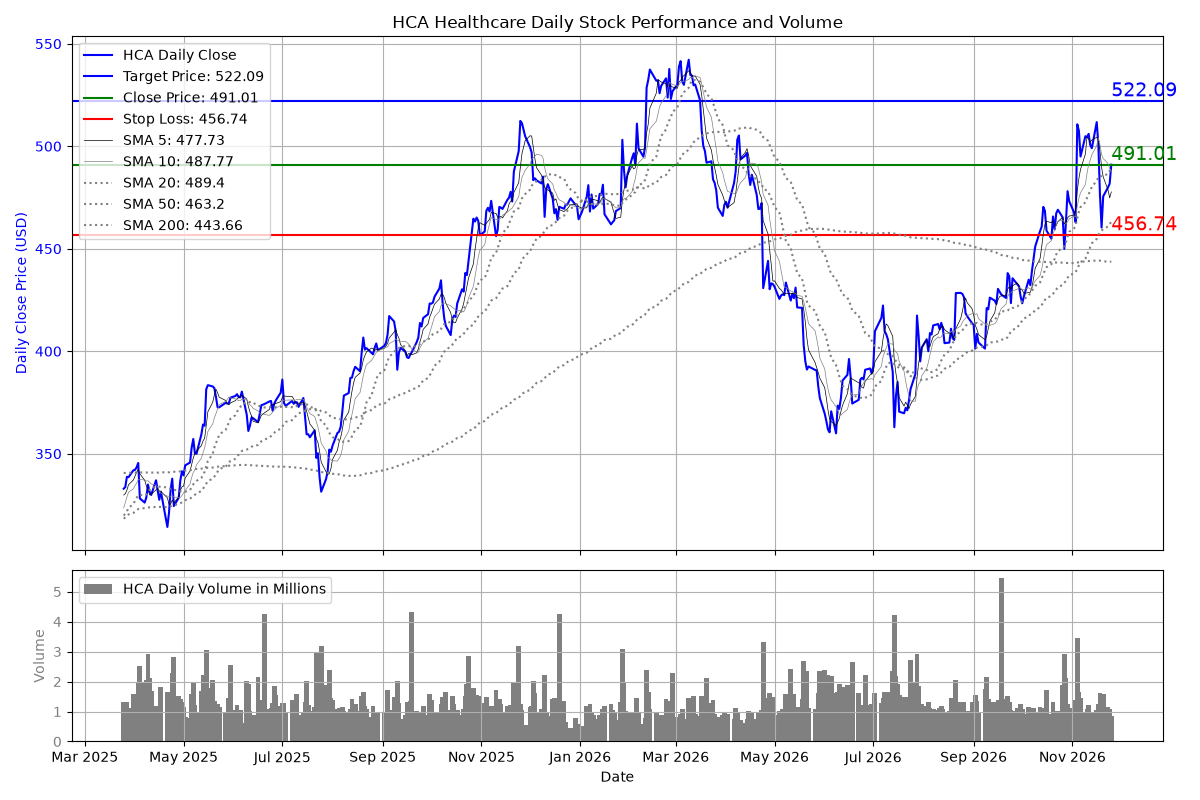 HCA Healthcare Daily Stock Performance and Volume
550
500
450
400
350
Daily Close Price (USD)
HCA Daily Close
Target Price: 522.09
Close Price: 491.01
Stop Loss: 456.74
SMA 5: 477.73
SMA 10: 487.77
SMA 20: 489.4
SMA 50: 463.2
SMA 200: 443.66
522.09
491.01
456.74
HCA Daily Volume in Millions
5
4
3
2
1
0
Volume
Mar 2025 May 2025 Jul 2025 Sep 2025 Nov 2025 Jan 2026 Mar 2026 May 2026 Jul 2026 Sep 2026 Nov 2026
Date